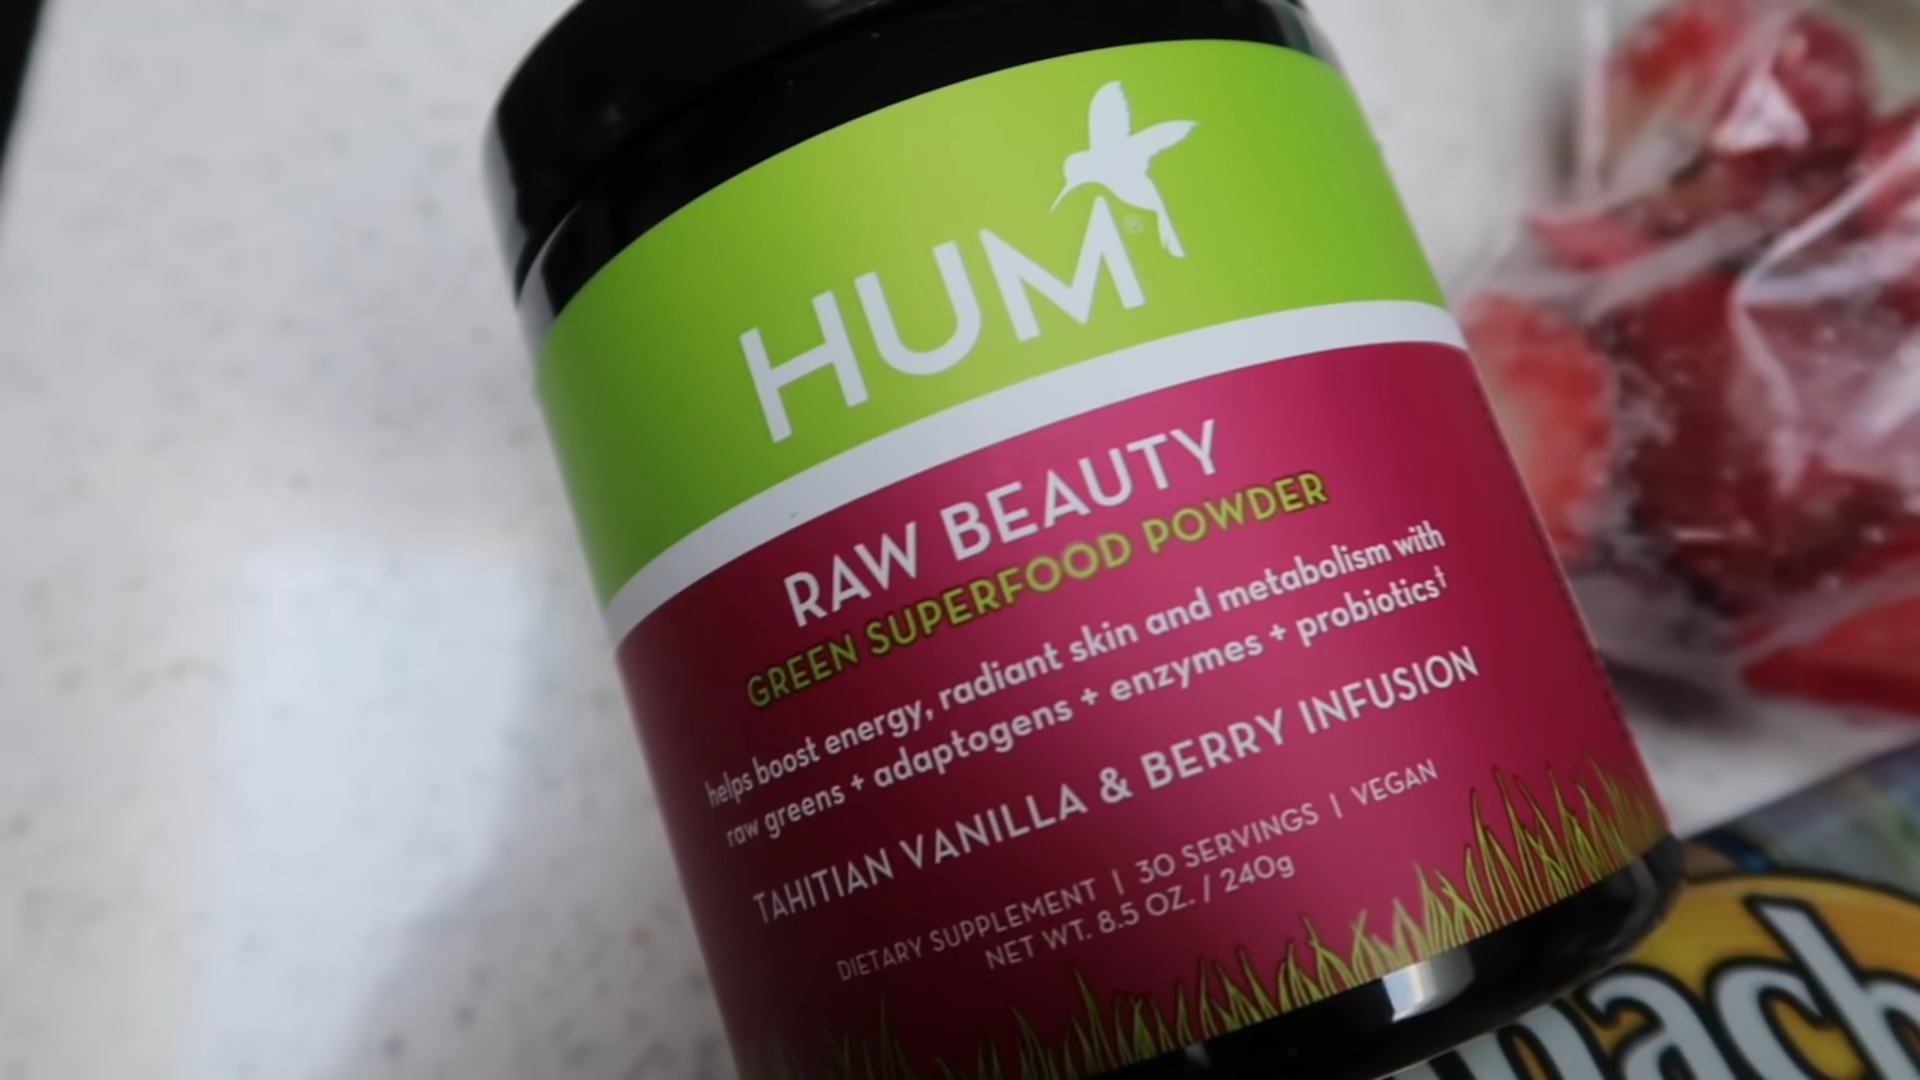 HUM®
RAW BEAUTY
GREEN SUPERFOOD POWDER
helps boost energy, radiant skin and metabolism with
raw greens + adaptogens + enzymes + probiotics†
TAHITIAN VANILLA & BERRY INFUSION
DIETARY SUPPLEMENT | 30 SERVINGS | VEGAN
NET WT. 8.5 OZ. / 240g